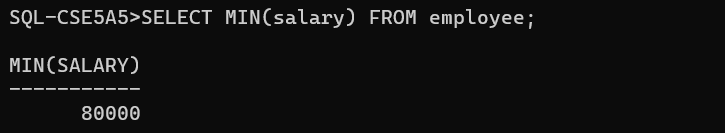 SQL-CSE5A5>SELECT MIN(salary) FROM employee;
MIN(SALARY)
-----------
80000